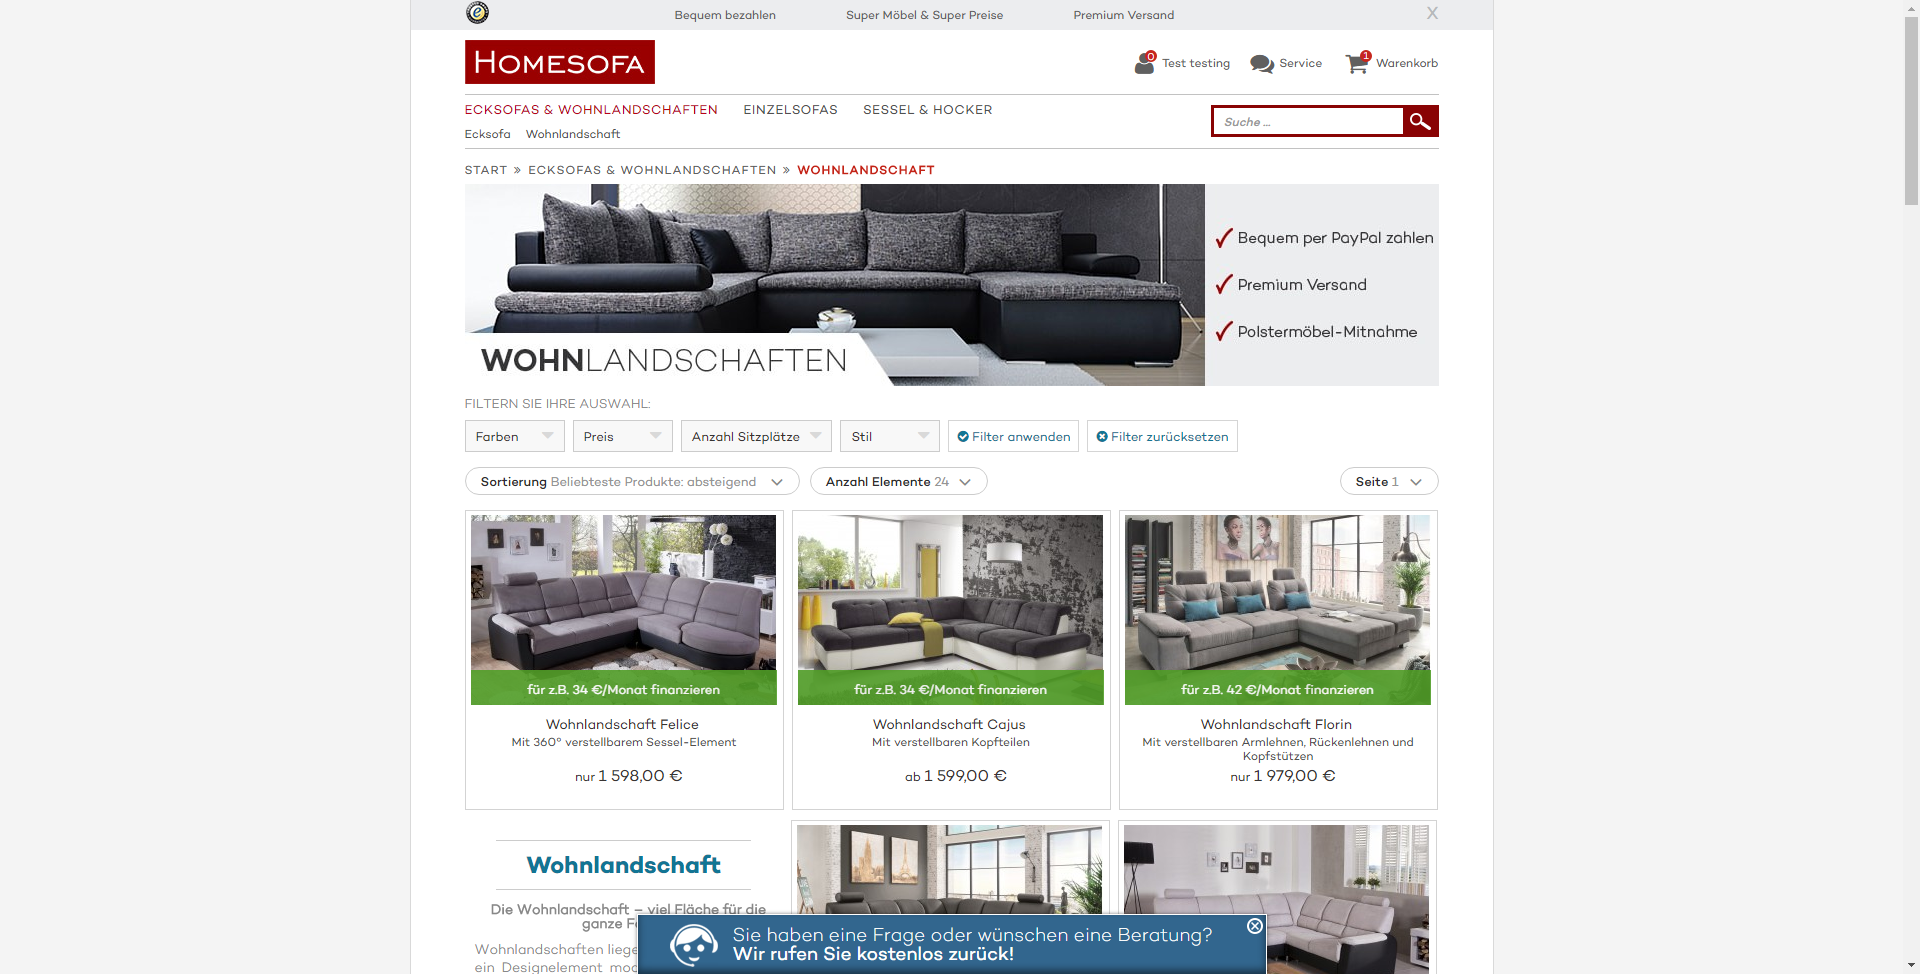 Bequem bezahlen
Super Möbel & Super Preise
Premium Versand
X
HOMESOFA
0
Test testing
Service
1
Warenkorb
ECKSOFAS & WOHNLANDSCHAFTEN
EINZELSOFAS
SESSEL & HOCKER
Ecksofa
Wohnlandschaft
Suche ...
START » ECKSOFAS & WOHNLANDSCHAFTEN » WOHNLANDSCHAFT
WOHNLANDSCHAFTEN
Bequem per PayPal zahlen
Premium Versand
Polstermöbel-Mitnahme
FILTERN SIE IHRE AUSWAHL:
Farben
Preis
Anzahl Sitzplätze
Stil
Filter anwenden
Filter zurücksetzen
Sortierung Beliebteste Produkte: absteigend
Anzahl Elemente 24
Seite 1
für z.B. 34 €/Monat finanzieren
Wohnlandschaft Felice
Mit 360° verstellbarem Sessel-Element
nur 1 598,00 €
für z.B. 34 €/Monat finanzieren
Wohnlandschaft Cajus
Mit verstellbaren Kopfteilen
ab 1 599,00 €
für z.B. 42 €/Monat finanzieren
Wohnlandschaft Florin
Mit verstellbaren Armlehnen, Rückenlehnen und
Kopfstützen
nur 1 979,00 €
Wohnlandschaft
Die Wohnlandschaft – viel Fläche für die
ganze
Wohnlandschaften
ein Designelement
Sie haben eine Frage oder wünschen eine Beratung?
Wir rufen Sie kostenlos zurück!